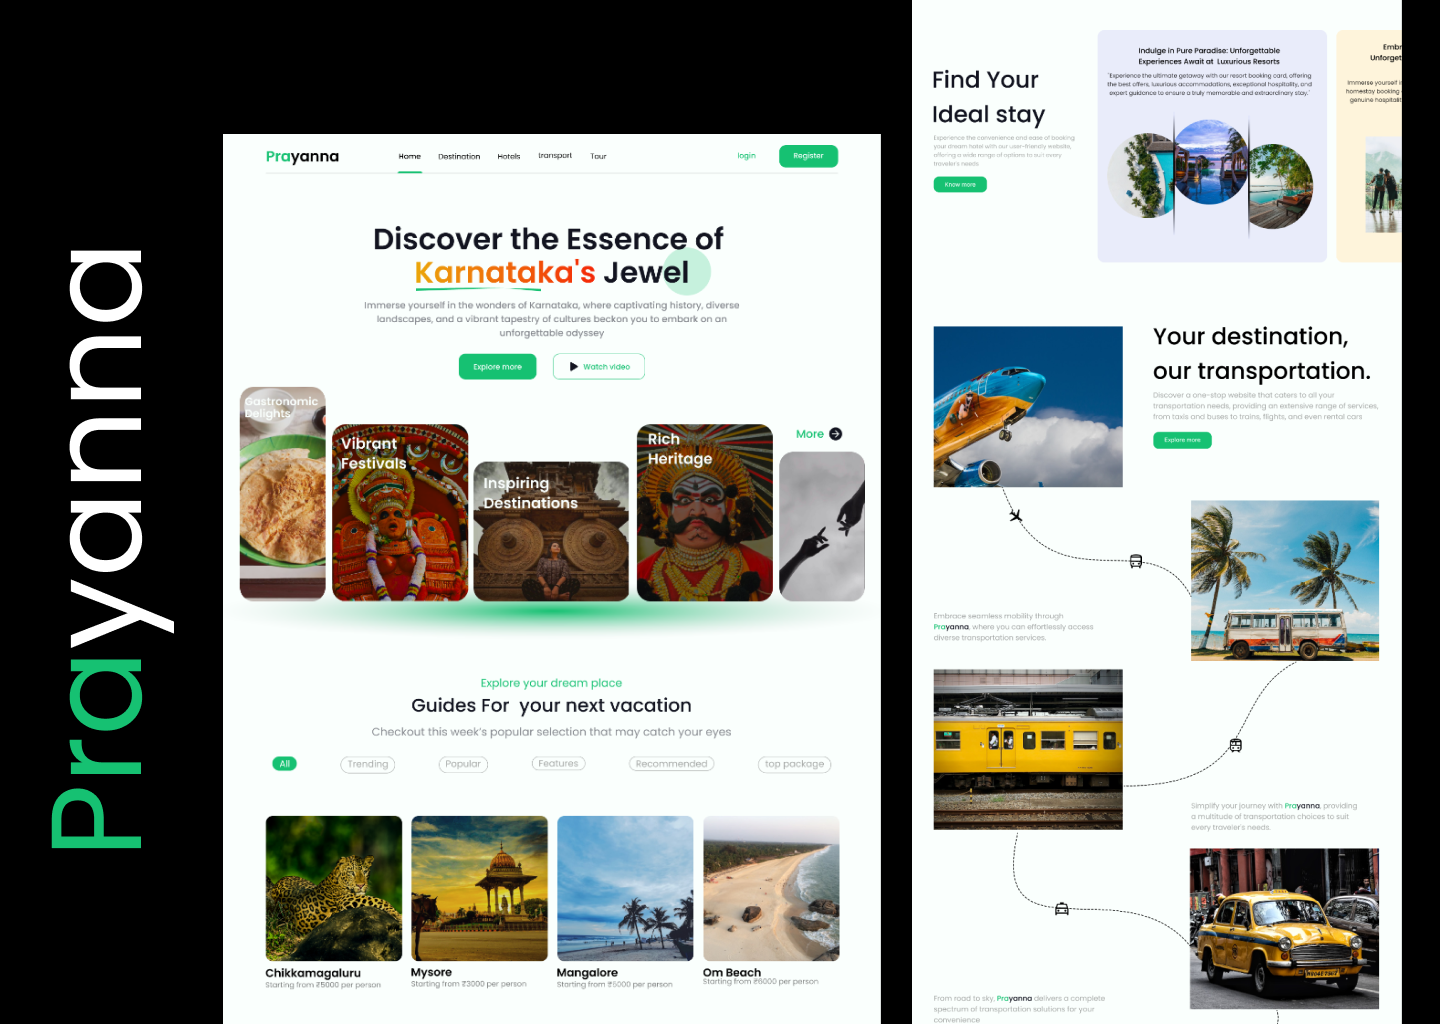 Prayanna
Prayanna
Home
Destination
Hotels
transport
Tour
login
Register
Discover the Essence of
Karnataka's Jewel
Immerse yourself in the wonders of Karnataka, where captivating history, diverse
landscapes, and a vibrant tapestry of cultures beckon you to embark on an
unforgettable odyssey
Explore more
Watch video
Gastronomic
Delights
Vibrant
Festivals
Inspiring
Destinations
Rich
Heritage
More
Explore your dream place
Guides For  your next vacation
Checkout this week's popular selection that may catch your eyes
All
Trending
Popular
Features
Recommended
top package
Chikkamagaluru
Starting from ₹5000 per person
Mysore
Starting from ₹3000 per person
Mangalore
Starting from ₹5000 per person
Om Beach
Starting from ₹6000 per person
Find Your
Ideal stay
Experience the convenience and ease of booking
your dream hotel with our user-friendly website,
offering a wide range of options to suit every
traveler's needs
Know more
Indulge in Pure Paradise: Unforgettable
Experiences Await at  Luxurious Resorts
"Experience the ultimate getaway with our resort booking card, offering
the best offers, luxurious accommodations, exceptional hospitality, and
expert guidance to ensure a truly memorable and extraordinary stay."
Embr
Unforget
Immerse yourself i
homestay booking
genuine hospitalit
Your destination,
our transportation.
Discover a one-stop website that caters to all your
transportation needs, providing an extensive range of services,
from taxis and buses to trains, flights, and even rental cars
Explore more
Embrace seamless mobility through
Prayanna, where you can effortlessly access
diverse transportation services.
Simplify your journey with Prayanna, providing
a multitude of transportation choices to suit
every traveler's needs.
From road to sky, Prayanna delivers a complete
spectrum of transportation solutions for your
convenience